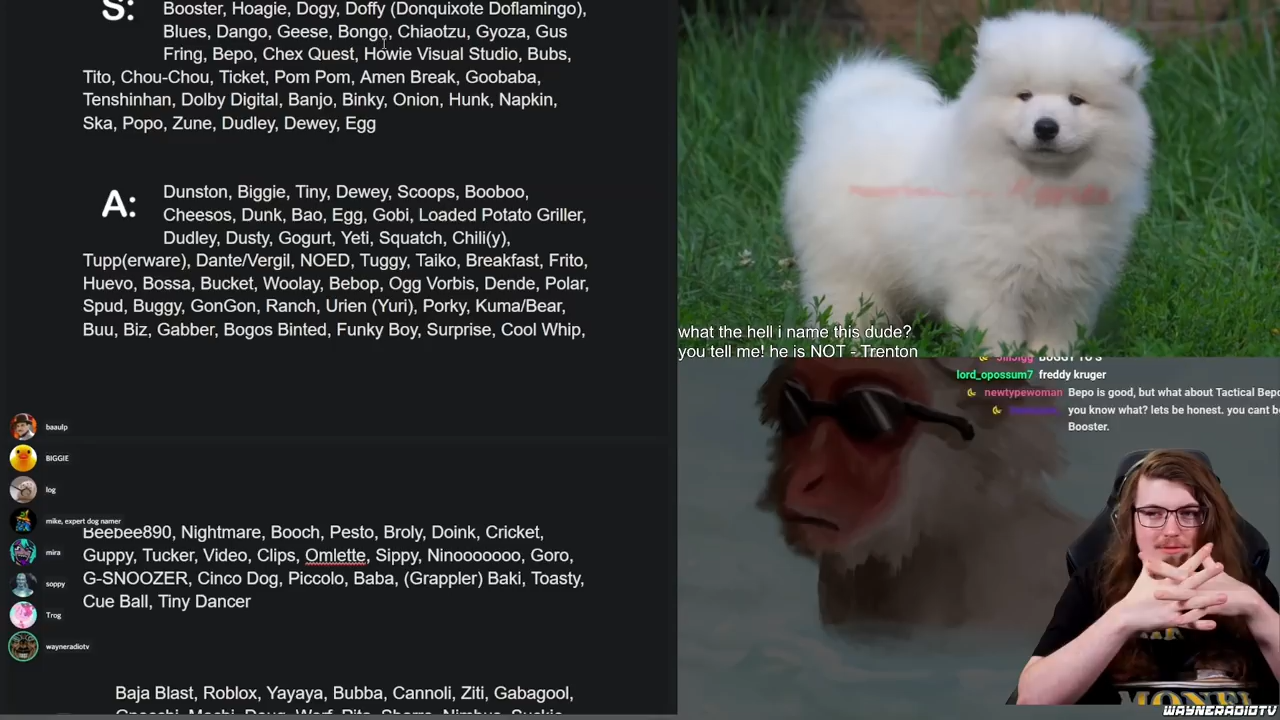 S:
Booster, Hoagie, Dogy, Doffy (Donquixote Doflamingo),
Blues, Dango, Geese, Bongo, Chiaotzu, Gyoza, Gus
Fring, Bepo, Chex Quest, Howie Visual Studio, Bubs,
Tito, Chou-Chou, Ticket, Pom Pom, Amen Break, Goobaba,
Tenshinhan, Dolby Digital, Banjo, Binky, Onion, Hunk, Napkin,
Ska, Popo, Zune, Dudley, Dewey, Egg
A:
Dunston, Biggie, Tiny, Dewey, Scoops, Booboo,
Cheesos, Dunk, Bao, Egg, Gobi, Loaded Potato Griller,
Dudley, Dusty, Gogurt, Yeti, Squatch, Chili(y),
Tupp(erware), Dante/Vergil, NOED, Tuggy, Taiko, Breakfast, Frito,
Huevo, Bossa, Bucket, Woolay, Bebop, Ogg Vorbis, Dende, Polar,
Spud, Buggy, GonGon, Ranch, Urien (Yuri), Porky, Kuma/Bear,
Buu, Biz, Gabber, Bogos Binted, Funky Boy, Surprise, Cool Whip,
baaulp
BIGGIE
log
mike, expert dog namer
mira
soppy
Trog
wayneradiotv
Beebee890, Nightmare, Booch, Pesto, Broly, Doink, Cricket,
Guppy, Tucker, Video, Clips, Omlette, Sippy, Ninooooooo, Goro,
G-SNOOZER, Cinco Dog, Piccolo, Baba, (Grappler) Baki, Toasty,
Cue Ball, Tiny Dancer
Baja Blast, Roblox, Yayaya, Bubba, Cannoli, Ziti, Gabagool,
what the hell i name this dude?
you tell me! he is NOT - Trenton
lord_opossum7 freddy kruger
newtypewoman Bepo is good, but what about Tactical Bepo
you know what? lets be honest. you cant be
Booster.
WAYNERADIOTV